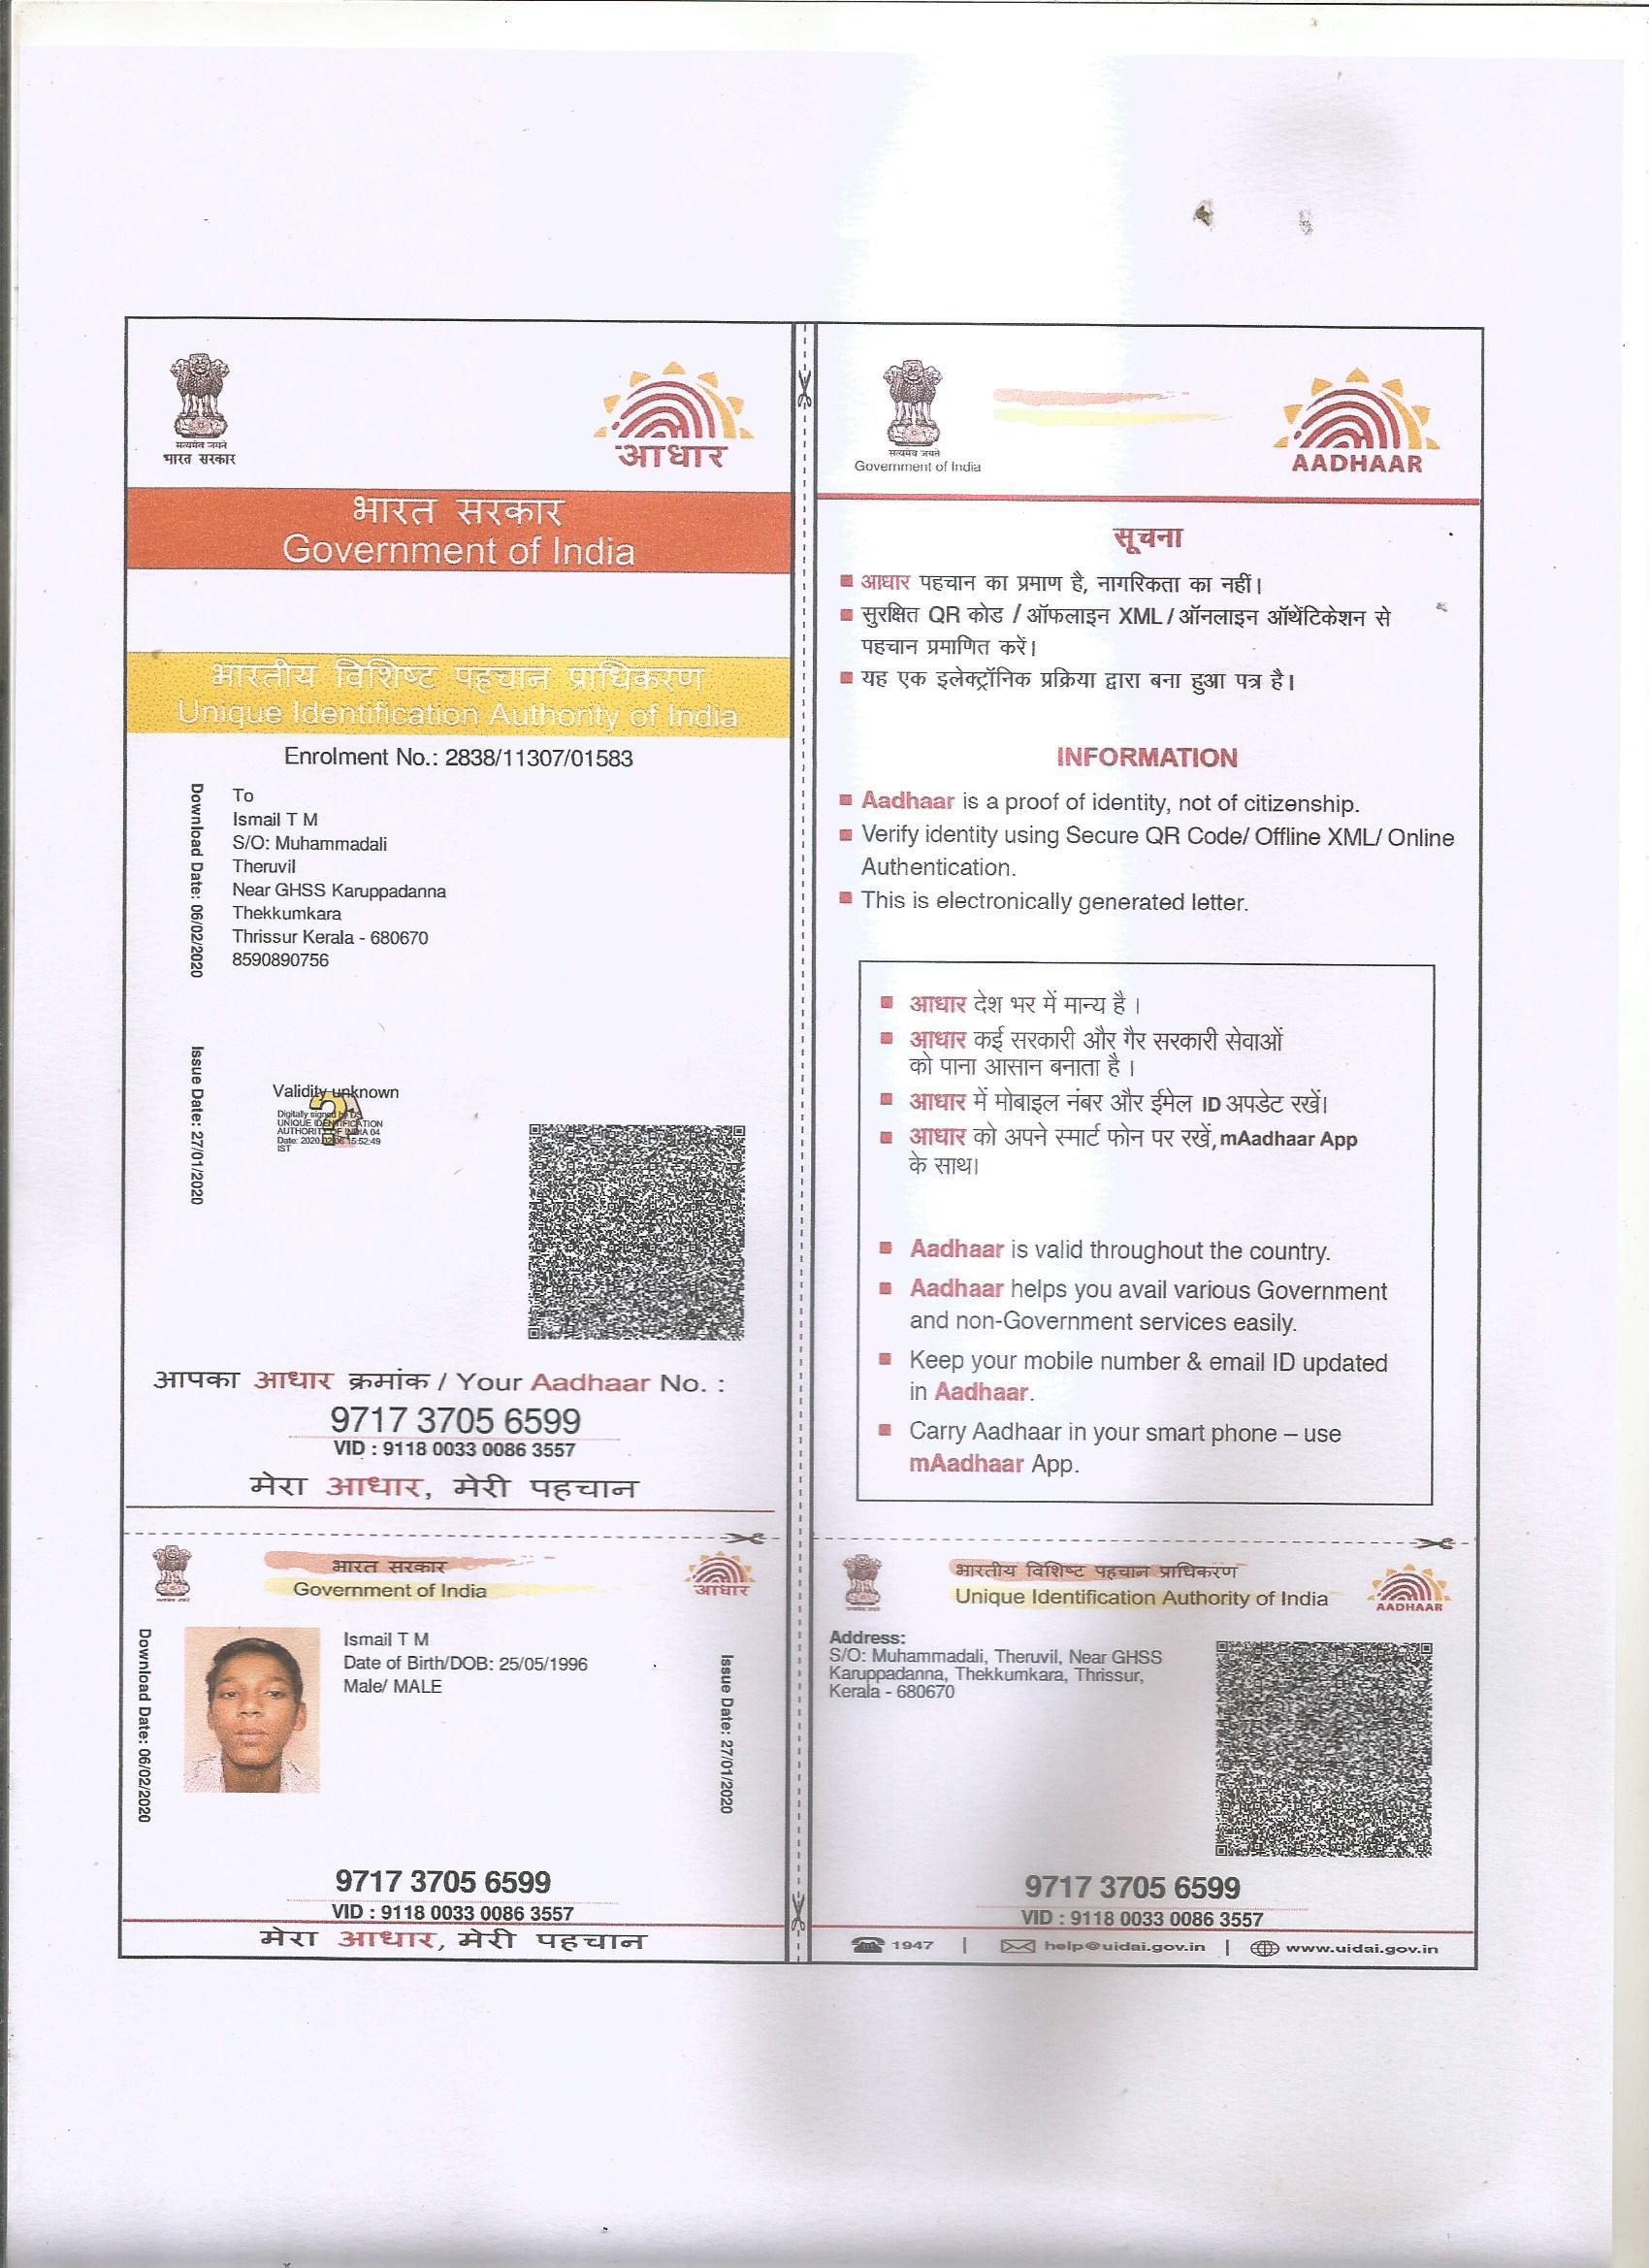 सत्यमेव जयते
भारत सरकार
आधार
भारत सरकार
Government of India
भारतीय विशिष्ट पहचान प्राधिकरण
Unique Identification Authority of India
Enrolment No.: 2838/11307/01583
Download Date: 06/02/2020
To
Ismail T M
S/O: Muhammadali
Theruvil
Near GHSS Karuppadanna
Thekkumkara
Thrissur Kerala - 680670
8590890756
Issue Date: 27/01/2020
Validity unknown
Digitally signed by DS
UNIQUE IDENTIFICATION
AUTHORITY OF INDIA 04
Date: 2020.02.06 15:52:49
IST
आपका आधार क्रमांक / Your Aadhaar No. :
9717 3705 6599
VID : 9118 0033 0086 3557
मेरा आधार, मेरी पहचान
सत्यमेव जयते
Government of India
AADHAAR
सूचना
आधार पहचान का प्रमाण है, नागरिकता का नहीं।
सुरक्षित QR कोड / ऑफलाइन XML / ऑनलाइन ऑथेंटिकेशन से
पहचान प्रमाणित करें।
यह एक इलेक्ट्रॉनिक प्रक्रिया द्वारा बना हुआ पत्र है।
INFORMATION
Aadhaar is a proof of identity, not of citizenship.
Verify identity using Secure QR Code/ Offline XML/ Online
Authentication.
This is electronically generated letter.
आधार देश भर में मान्य है ।
आधार कई सरकारी और गैर सरकारी सेवाओं
को पाना आसान बनाता है ।
आधार में मोबाइल नंबर और ईमेल ID अपडेट रखें।
आधार को अपने स्मार्ट फोन पर रखें, mAadhaar App
के साथ।
Aadhaar is valid throughout the country.
Aadhaar helps you avail various Government
and non-Government services easily.
Keep your mobile number & email ID updated
in Aadhaar.
Carry Aadhaar in your smart phone – use
mAadhaar App.
भारत सरकार
Government of India
आधार
Download Date: 06/02/2020
Ismail T M
Date of Birth/DOB: 25/05/1996
Male/ MALE
Issue Date: 27/01/2020
9717 3705 6599
VID : 9118 0033 0086 3557
मेरा आधार, मेरी पहचान
भारतीय विशिष्ट पहचान प्राधिकरण
Unique Identification Authority of India
AADHAAR
Address:
S/O: Muhammadali, Theruvil, Near GHSS
Karuppadanna, Thekkumkara, Thrissur,
Kerala - 680670
9717 3705 6599
VID : 9118 0033 0086 3557
1947 | help@uidai.gov.in | www.uidai.gov.in